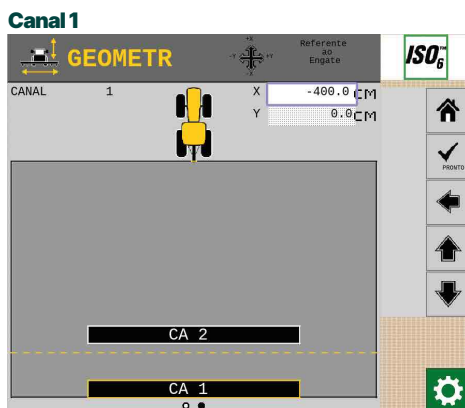 Canal 1
GEOMETR
+X
-Y +Y
-X
Referente
ao
Engate
ISO6™
CANAL 1
X -400.0 CM
Y 0.0 CM
PRONTO
CA 2
CA 1